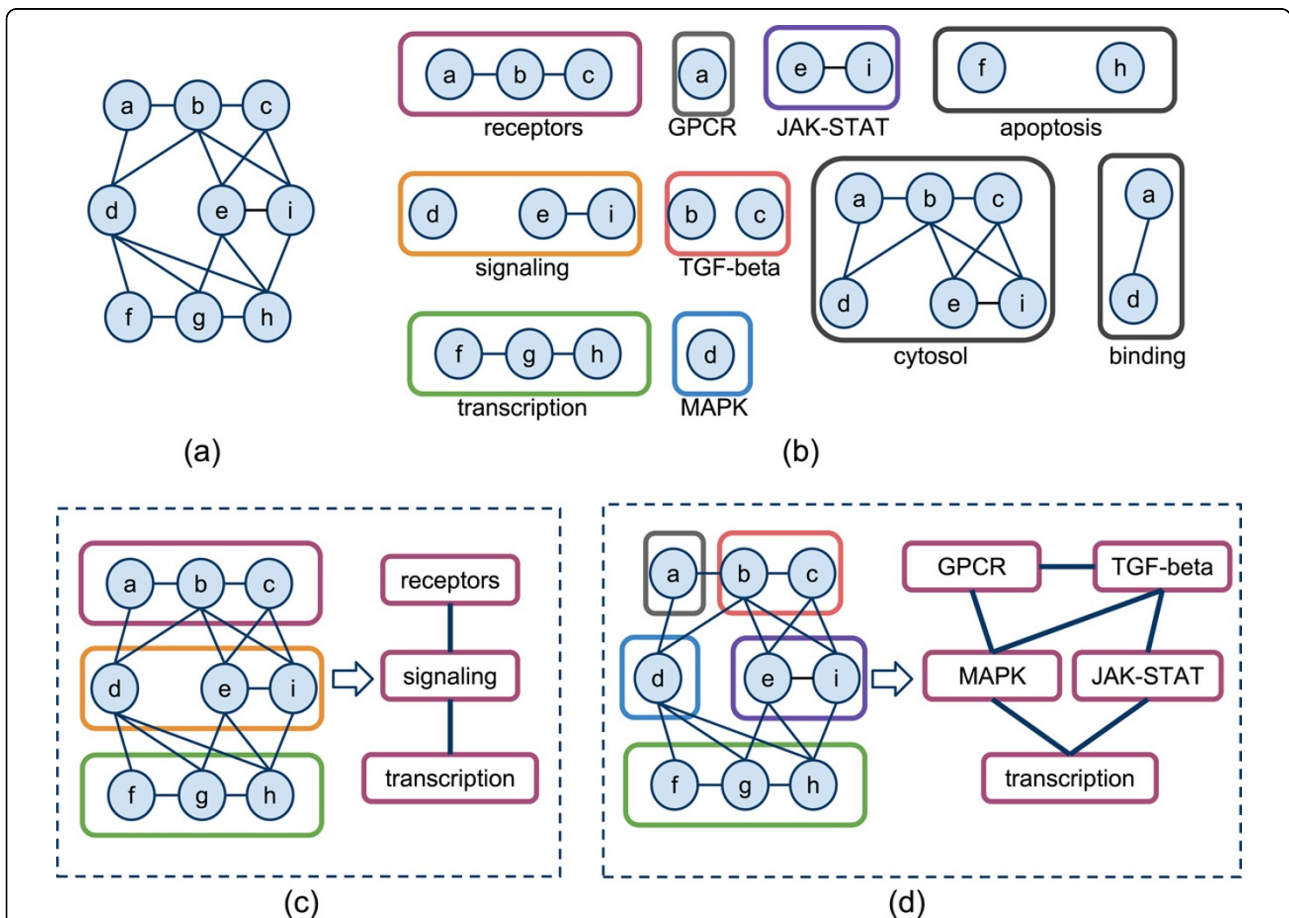 a b c
d e i
f g h
(a)
a b c
receptors
a
GPCR
e i
JAK-STAT
f h
apoptosis
d e i
signaling
b c
TGF-beta
a b c
d e i
cytosol
a
d
binding
f g h
transcription
d
MAPK
(b)
a b c
d e i
f g h
receptors
signaling
transcription
(c)
a b c
d e i
f g h
GPCR TGF-beta
MAPK JAK-STAT
transcription
(d)